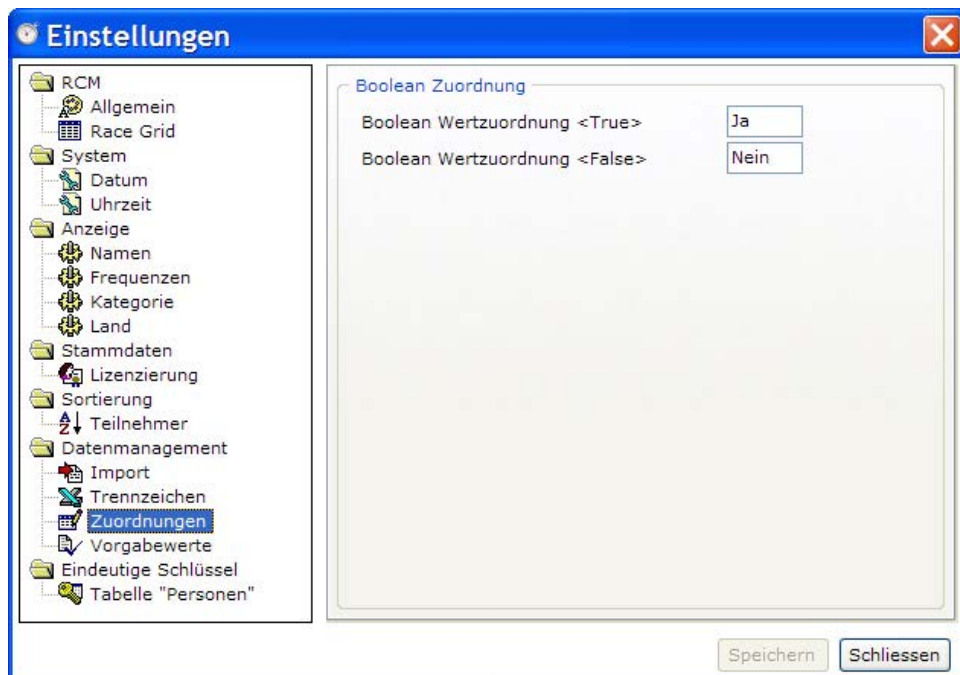 Einstellungen
RCM
Allgemein
Race Grid
System
Datum
Uhrzeit
Anzeige
Namen
Frequenzen
Kategorie
Land
Stammdaten
Lizenzierung
Sortierung
Teilnehmer
Datenmanagement
Import
Trennzeichen
Zuordnungen
Vorgabewerte
Eindeutige Schlüssel
Tabelle "Personen"
Boolean Zuordnung
Boolean Wertzuordnung <True> Ja
Boolean Wertzuordnung <False> Nein
Speichern Schliessen